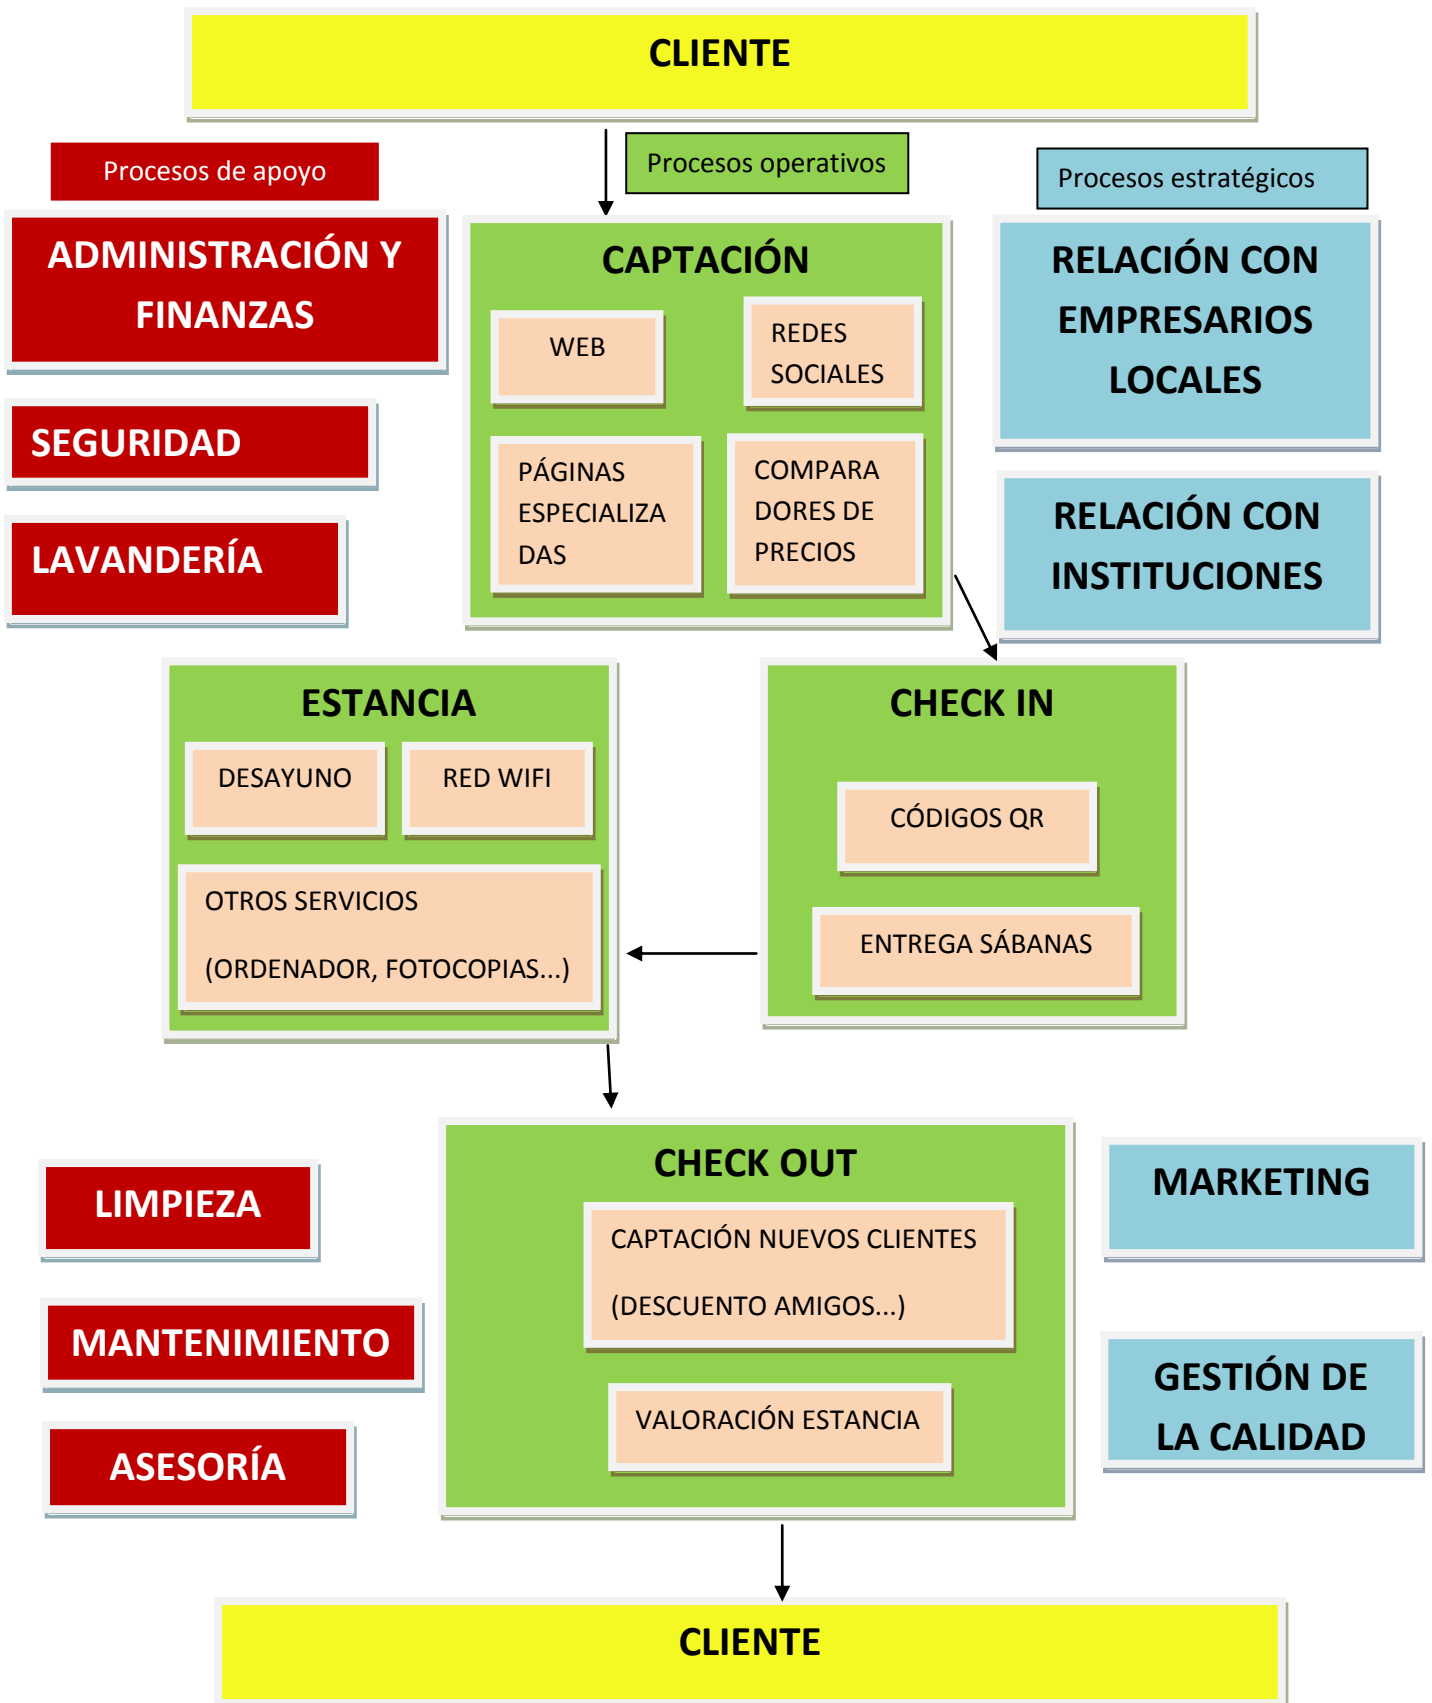 CLIENTE
Procesos de apoyo
Procesos operativos
Procesos estratégicos
ADMINISTRACIÓN Y
FINANZAS
SEGURIDAD
LAVANDERÍA
CAPTACIÓN
WEB
REDES
SOCIALES
PÁGINAS
ESPECIALIZA
DAS
COMPARA
DORES DE
PRECIOS
RELACIÓN CON
EMPRESARIOS
LOCALES
RELACIÓN CON
INSTITUCIONES
ESTANCIA
DESAYUNO
RED WIFI
OTROS SERVICIOS
(ORDENADOR, FOTOCOPIAS...)
CHECK IN
CÓDIGOS QR
ENTREGA SÁBANAS
LIMPIEZA
MANTENIMIENTO
ASESORÍA
CHECK OUT
CAPTACIÓN NUEVOS CLIENTES
(DESCUENTO AMIGOS...)
VALORACIÓN ESTANCIA
MARKETING
GESTIÓN DE
LA CALIDAD
CLIENTE